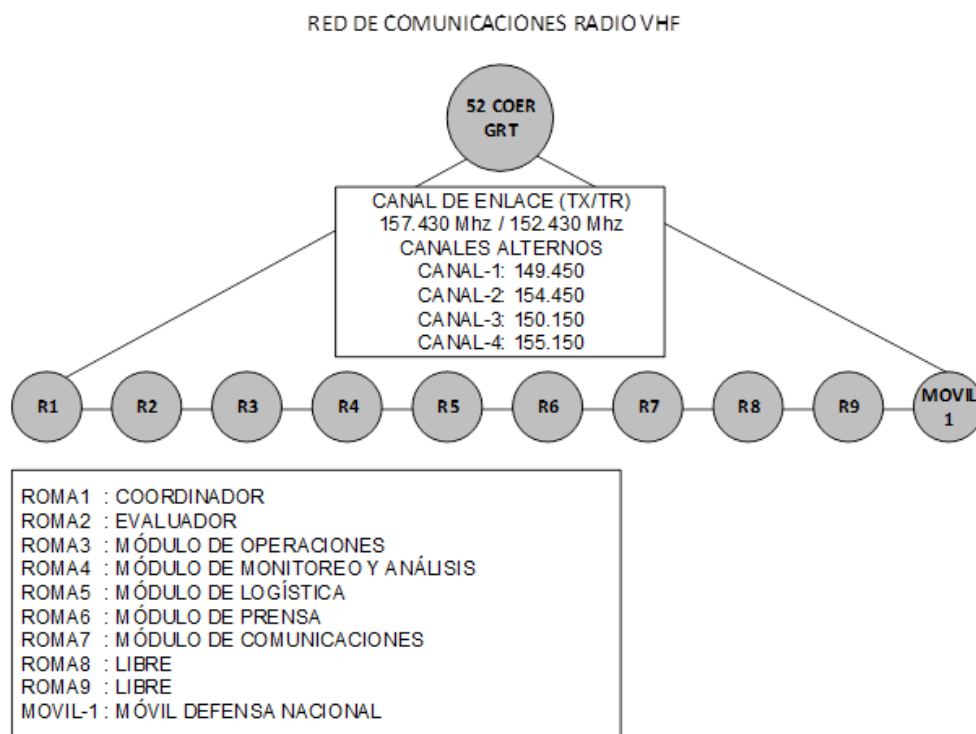 RED DE COMUNICACIONES RADIO VHF
52 COER
GRT
CANAL DE ENLACE (TX/TR)
157.430 Mhz / 152.430 Mhz
CANALES ALTERNOS
CANAL-1: 149.450
CANAL-2: 154.450
CANAL-3: 150.150
CANAL-4: 155.150
R1 R2 R3 R4 R5 R6 R7 R8 R9 MOVIL
1
ROMA1 : COORDINADOR
ROMA2 : EVALUADOR
ROMA3 : MÓDULO DE OPERACIONES
ROMA4 : MÓDULO DE MONITOREO Y ANÁLISIS
ROMA5 : MÓDULO DE LOGÍSTICA
ROMA6 : MÓDULO DE PRENSA
ROMA7 : MÓDULO DE COMUNICACIONES
ROMA8 : LIBRE
ROMA9 : LIBRE
MOVIL-1 : MÓVIL DEFENSA NACIONAL